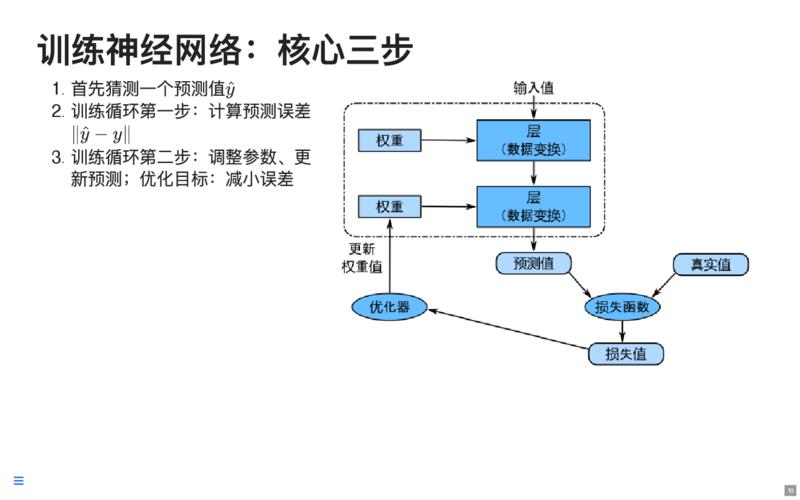 训练神经网络：核心三步
1. 首先猜测一个预测值ŷ
2. 训练循环第一步：计算预测误差
‖ŷ − y‖
3. 训练循环第二步：调整参数、更
新预测；优化目标：减小误差
输入值
权重
层
（数据变换）
权重
层
（数据变换）
更新
权重值
预测值
真实值
优化器
损失函数
损失值
10